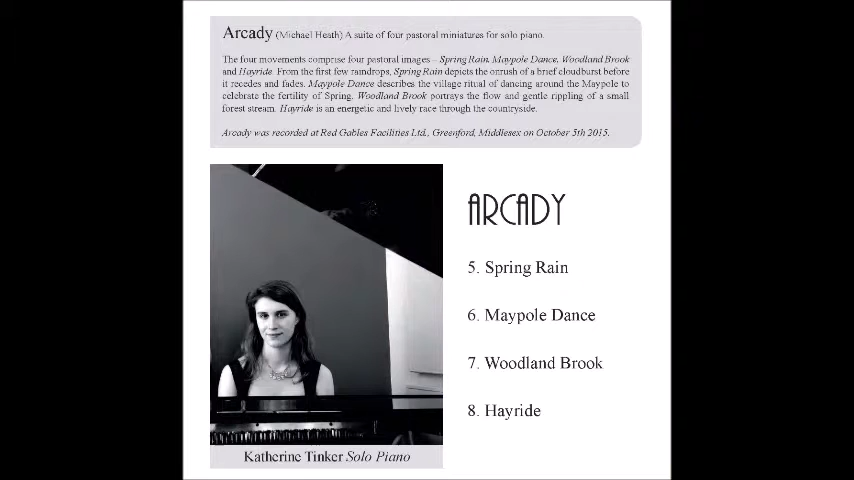 Arcady (Michael Heath) A suite of four pastoral miniatures for solo piano.
The four movements comprise four pastoral images – Spring Rain, Maypole Dance, Woodland Brook
and Hayride. From the first few raindrops, Spring Rain depicts the onrush of a brief cloudburst before
it recedes and fades. Maypole Dance describes the village ritual of dancing around the Maypole to
celebrate the fertility of Spring. Woodland Brook portrays the flow and gentle rippling of a small
forest stream. Hayride is an energetic and lively race through the countryside.
Arcady was recorded at Red Gables Facilities Ltd., Greenford, Middlesex on October 5th 2015.
ARCADY
5. Spring Rain
6. Maypole Dance
7. Woodland Brook
8. Hayride
Katherine Tinker Solo Piano